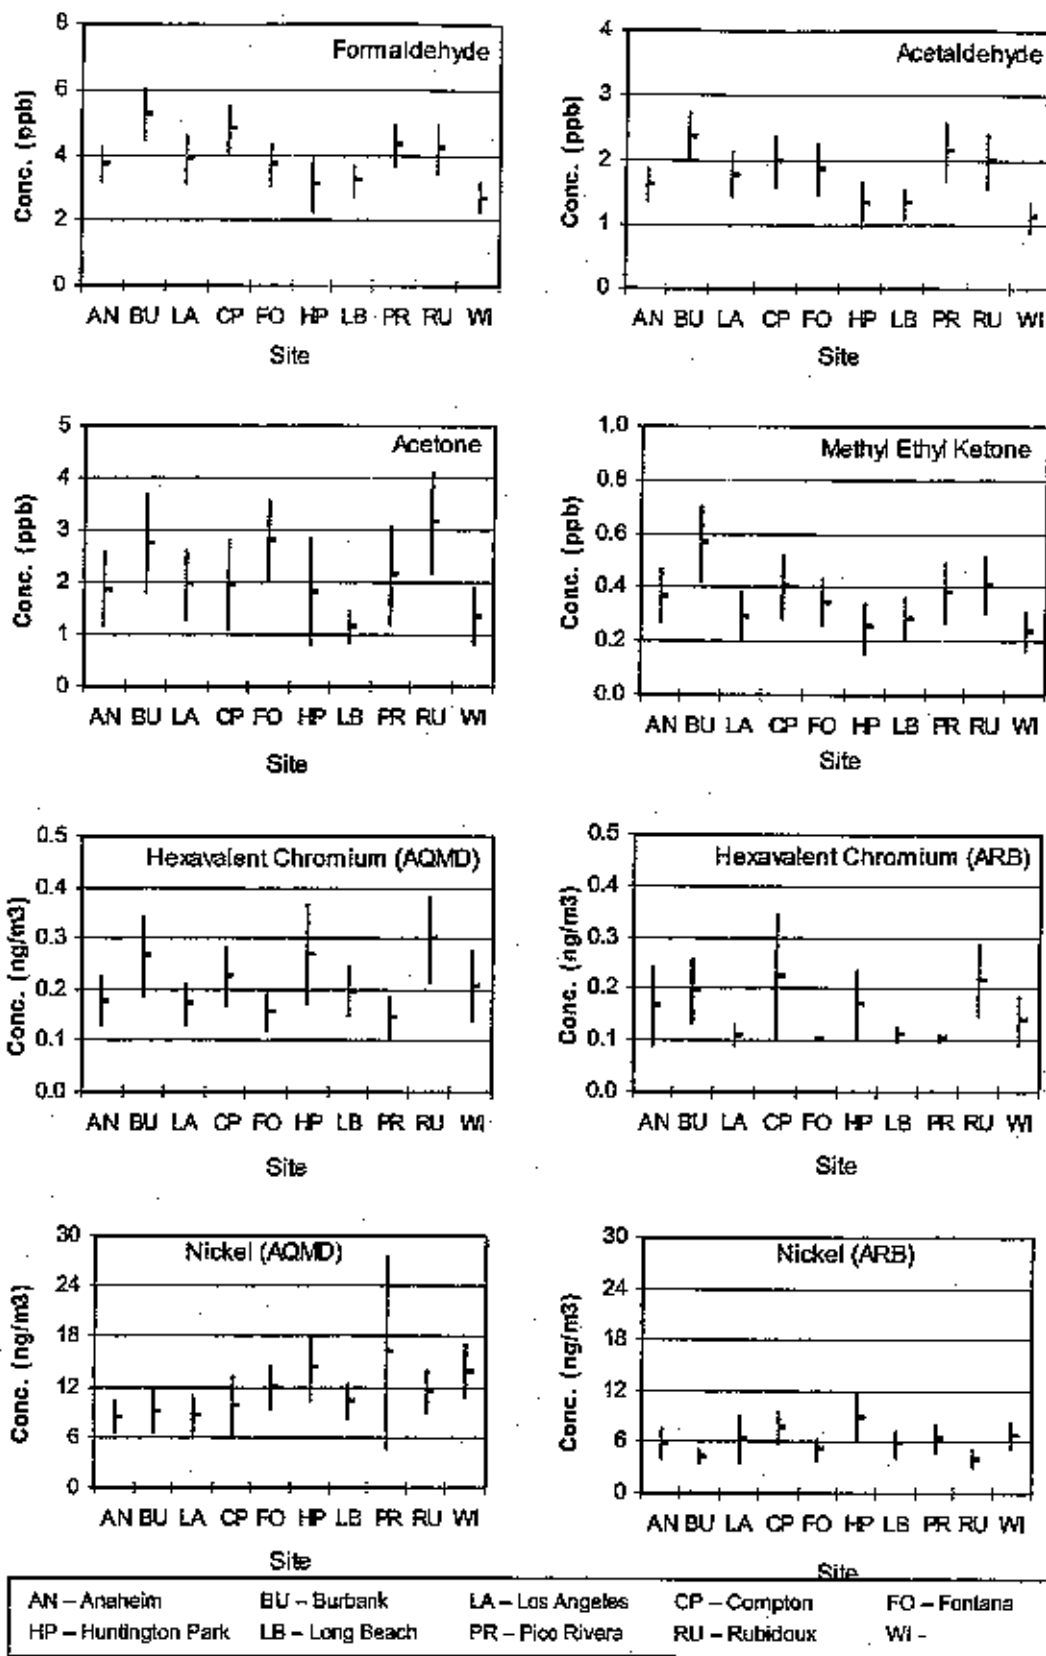 Formaldehyde
Conc. (ppb)
8
6
4
2
0
AN BU LA CP FO HP LB PR RU WI
Site
Acetaldehyde
Conc. (ppb)
4
3
2
1
0
AN BU LA CP FO HP LB PR RU WI
Site
Acetone
Conc. (ppb)
5
4
3
2
1
0
AN BU LA CP FO HP LB PR RU WI
Site
Methyl Ethyl Ketone
Conc. (ppb)
1.0
0.8
0.6
0.4
0.2
0.0
AN BU LA CP FO HP LB PR RU WI
Site
Hexavalent Chromium (AQMD)
Conc. (ng/m3)
0.5
0.4
0.3
0.2
0.1
0.0
AN BU LA CP FO HP LB PR RU WI
Site
Hexavalent Chromium (ARB)
Conc. (ng/m3)
0.5
0.4
0.3
0.2
0.1
0.0
AN BU LA CP FO HP LB PR RU WI
Site
Nickel (AQMD)
Conc. (ng/m3)
30
24
18
12
6
0
AN BU LA CP FO HP LB PR RU WI
Site
Nickel (ARB)
Conc. (ng/m3)
30
24
18
12
6
0
AN BU LA CP FO HP LB PR RU WI
Site
AN – Anaheim BU – Burbank LA – Los Angeles CP – Compton FO – Fontana
HP – Huntington Park LB – Long Beach PR – Pico Rivera RU – Rubidoux WI –